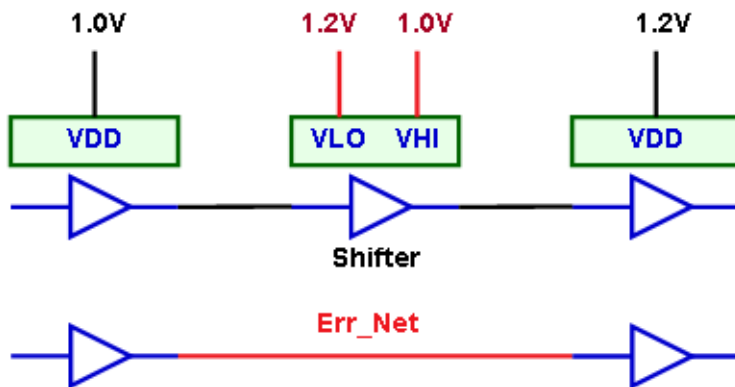 1.0V 1.2V 1.0V 1.2V
VDD VLO VHI VDD
Shifter
Err_Net